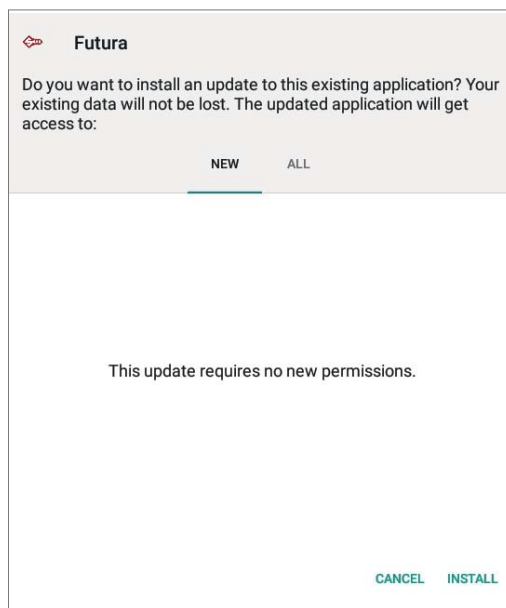 Futura
Do you want to install an update to this existing application? Your
existing data will not be lost. The updated application will get
access to:
NEW ALL
This update requires no new permissions.
CANCEL INSTALL